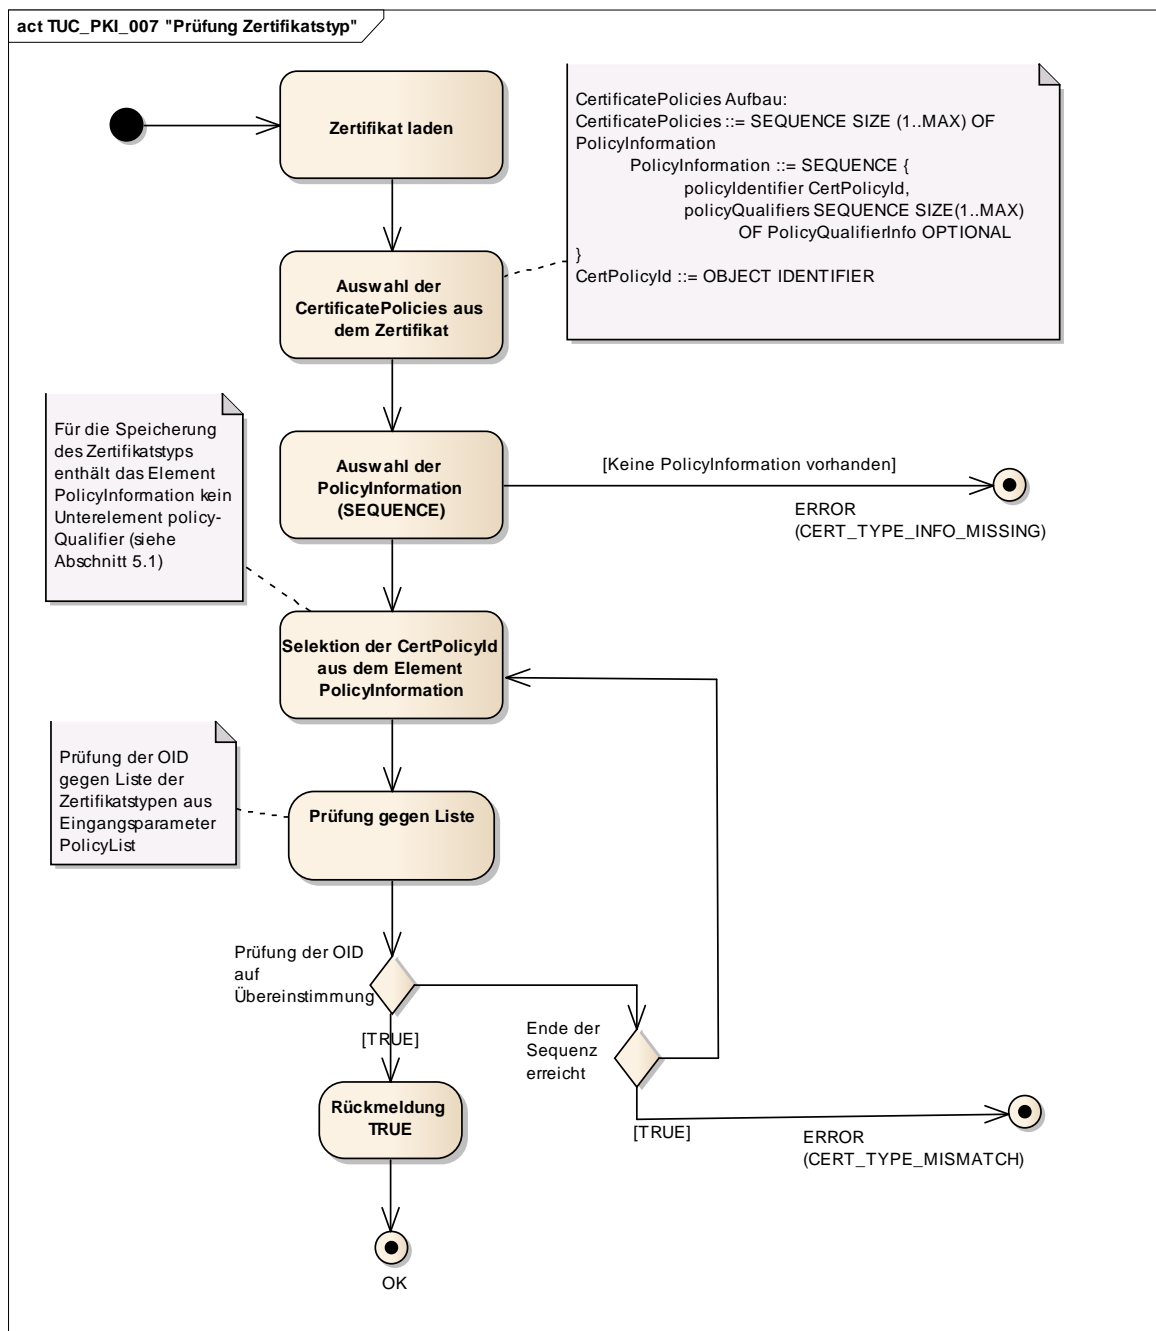 act TUC_PKI_007 "Prüfung Zertifikatstyp"
Zertifikat laden
CertificatePolicies Aufbau:
CertificatePolicies ::= SEQUENCE SIZE (1..MAX) OF
PolicyInformation
PolicyInformation ::= SEQUENCE {
policyIdentifier CertPolicyId,
policyQualifiers SEQUENCE SIZE(1..MAX)
OF PolicyQualifierInfo OPTIONAL
}
CertPolicyId ::= OBJECT IDENTIFIER
Auswahl der
CertificatePolicies aus
dem Zertifikat
Für die Speicherung
des Zertifikatstyps
enthält das Element
PolicyInformation kein
Unterelement policy-
Qualifier (siehe
Abschnitt 5.1)
Auswahl der
PolicyInformation
(SEQUENCE)
[Keine PolicyInformation vorhanden]
ERROR
(CERT_TYPE_INFO_MISSING)
Selektion der CertPolicyId
aus dem Element
PolicyInformation
Prüfung der OID
gegen Liste der
Zertifikatstypen aus
Eingangsparameter
PolicyList
Prüfung gegen Liste
Prüfung der OID
auf
Übereinstimmung
[TRUE]
Ende der
Sequenz
erreicht
Rückmeldung
TRUE
[TRUE]
ERROR
(CERT_TYPE_MISMATCH)
OK